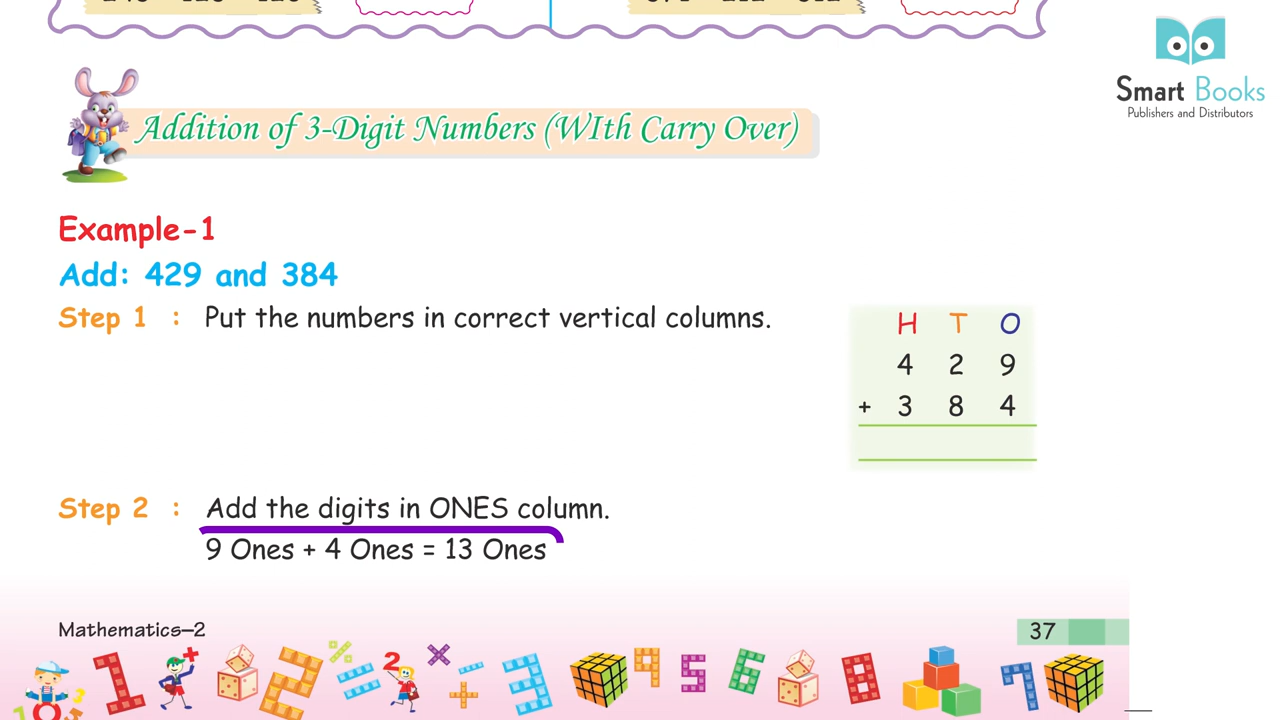 Smart Books
Publishers and Distributors
Addition of 3-Digit Numbers (WIth Carry Over)
Example-1
Add: 429 and 384
Step 1 : Put the numbers in correct vertical columns.
H T O
4 2 9
+ 3 8 4
Step 2 : Add the digits in ONES column.
9 Ones + 4 Ones = 13 Ones
Mathematics–2
37